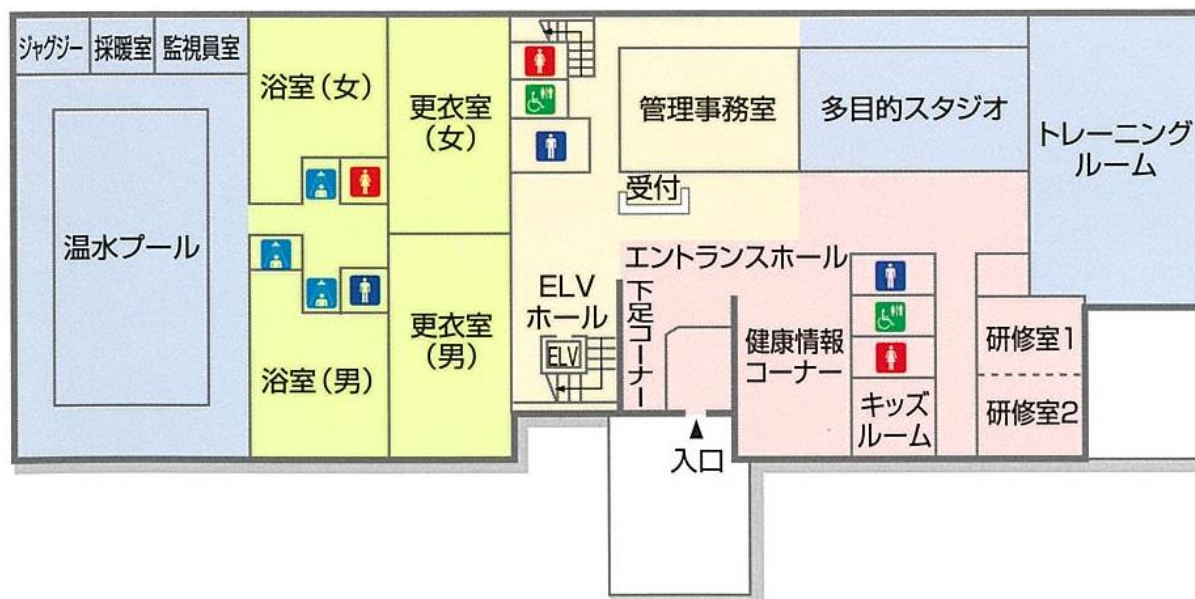 ジャグジー
採暖室
監視員室
浴室(女)
更衣室
(女)
管理事務室
多目的スタジオ
トレーニング
ルーム
受付
温水プール
エントランスホール
ELV
ホール
下足コーナー
ELV
更衣室
(男)
浴室(男)
健康情報
コーナー
研修室1
研修室2
キッズ
ルーム
入口